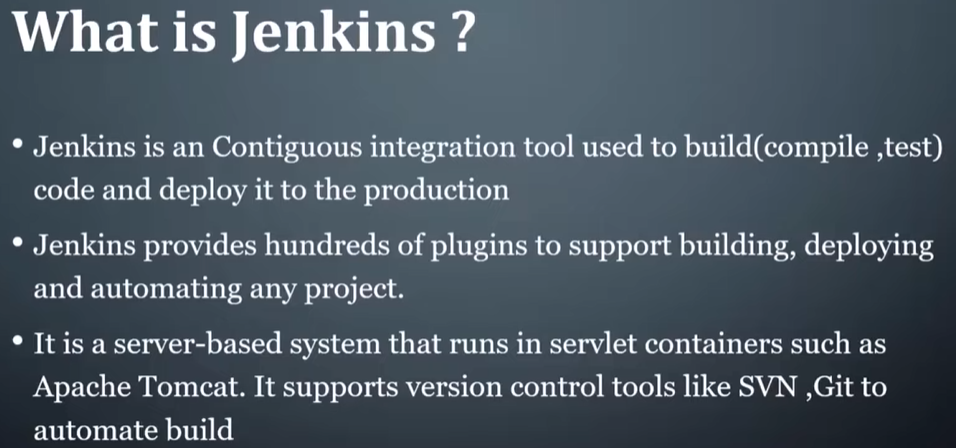 What is Jenkins ?
• Jenkins is an Contiguous integration tool used to build(compile ,test)
code and deploy it to the production
• Jenkins provides hundreds of plugins to support building, deploying
and automating any project.
• It is a server-based system that runs in servlet containers such as
Apache Tomcat. It supports version control tools like SVN ,Git to
automate build